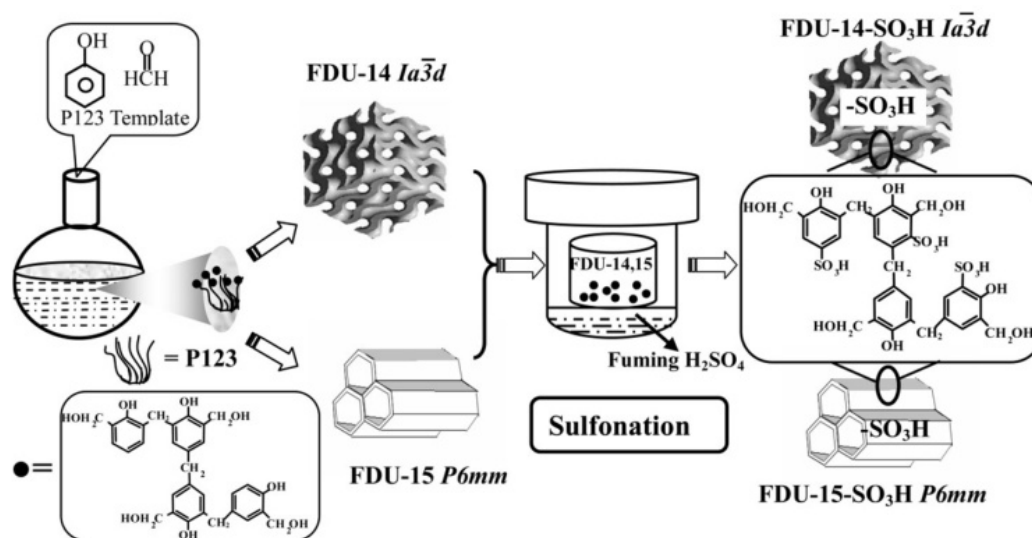 OH
O
HCH
P123 Template
= P123
FDU-14 Ia3̄d
FDU-15 P6mm
● =
OH
HOH₂C
CH₂
OH
CH₂OH
CH₂
HOH₂C
OH
CH₂
OH
CH₂OH
FDU-14,15
Fuming H₂SO₄
Sulfonation
FDU-14-SO₃H Ia3̄d
-SO₃H
HOH₂C
OH
CH₂
OH
CH₂OH
SO₃H
SO₃H
CH₂
SO₃H
OH
HOH₂C
OH
CH₂
CH₂OH
-SO₃H
FDU-15-SO₃H P6mm